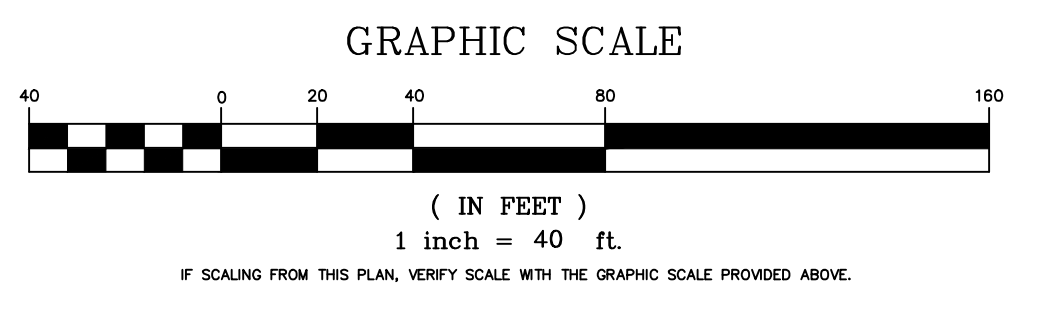 GRAPHIC SCALE
40 0 20 40 80 160
( IN FEET )
1 inch = 40 ft.
IF SCALING FROM THIS PLAN, VERIFY SCALE WITH THE GRAPHIC SCALE PROVIDED ABOVE.